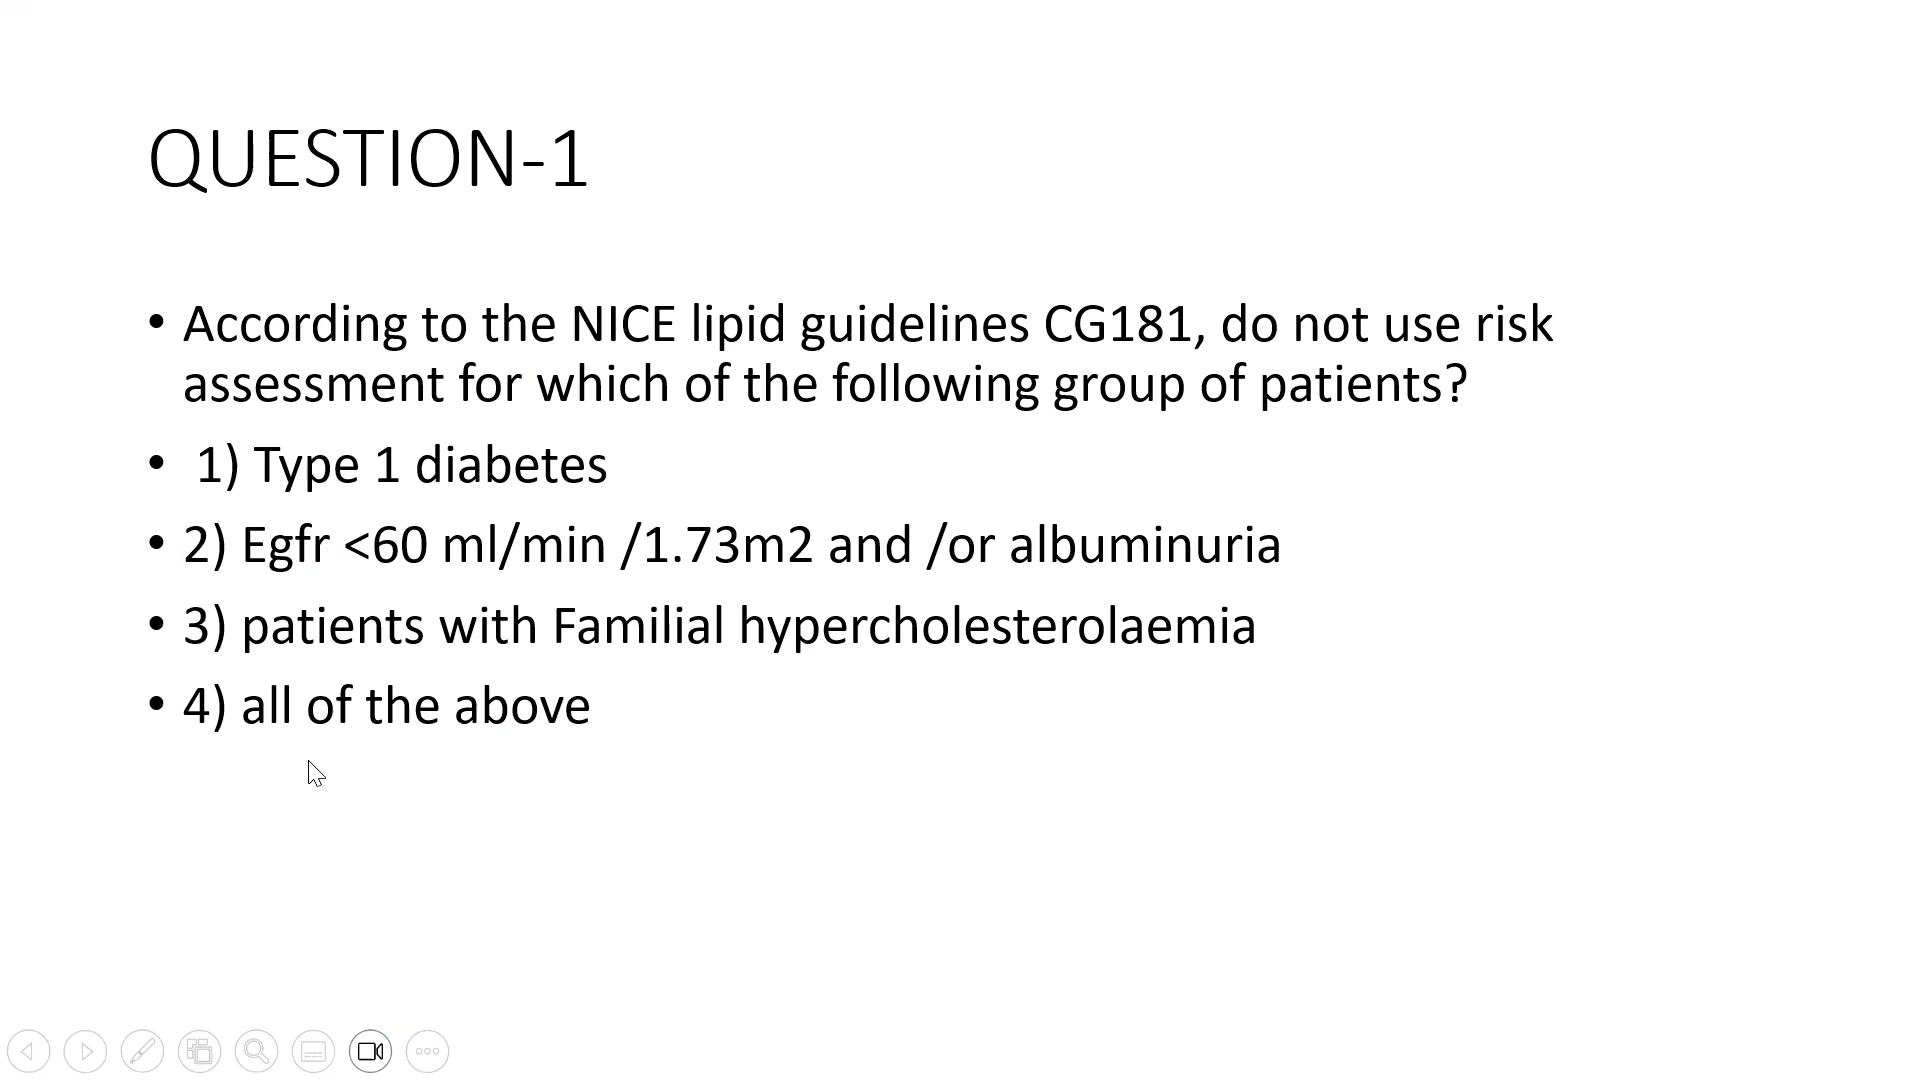 QUESTION-1
• According to the NICE lipid guidelines CG181, do not use risk
assessment for which of the following group of patients?
• 1) Type 1 diabetes
• 2) Egfr <60 ml/min /1.73m2 and /or albuminuria
• 3) patients with Familial hypercholesterolaemia
• 4) all of the above